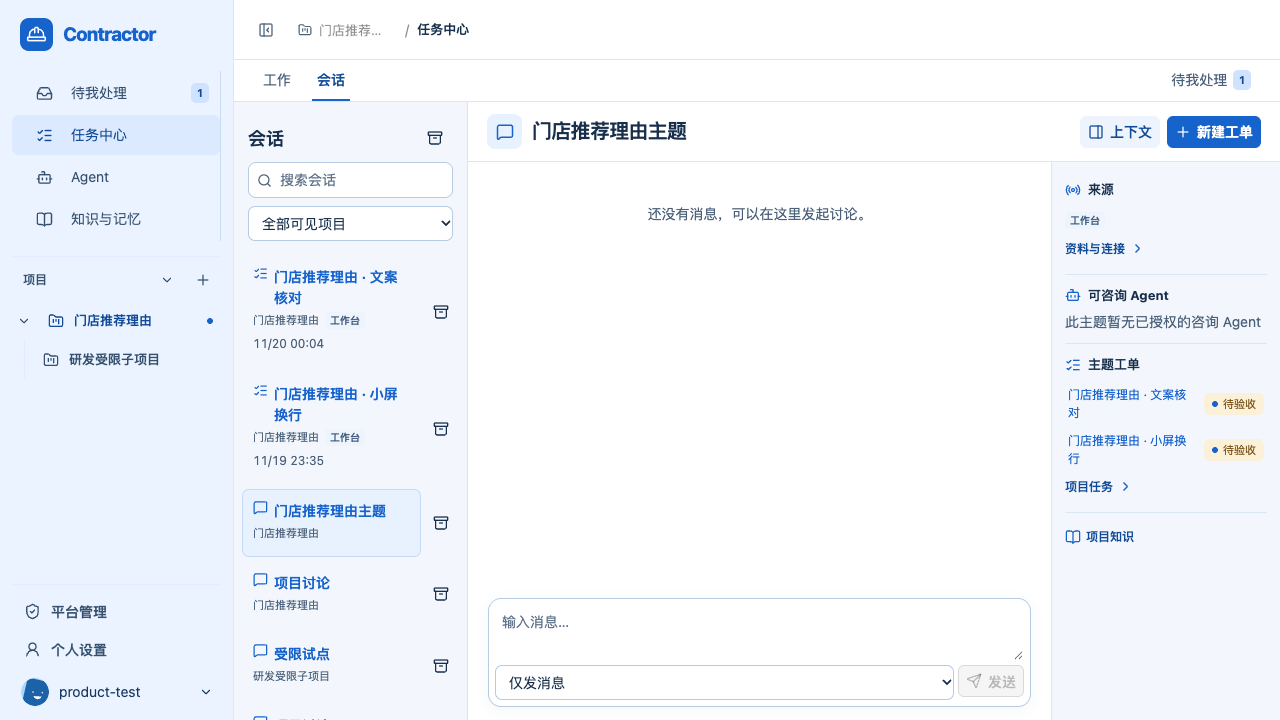 Contractor
待我处理 1
任务中心
Agent
知识与记忆
项目
门店推荐理由
研发受限子项目
平台管理
个人设置
product-test
门店推荐... / 任务中心
工作 会话
待我处理 1
会话
搜索会话
全部可见项目
门店推荐理由 · 文案
核对
门店推荐理由 工作台
11/20 00:04
门店推荐理由 · 小屏
换行
门店推荐理由 工作台
11/19 23:35
门店推荐理由主题
门店推荐理由
项目讨论
门店推荐理由
受限试点
研发受限子项目
门店推荐理由主题
上下文 新建工单
还没有消息，可以在这里发起讨论。
输入消息...
仅发消息
发送
来源
工作台
资料与连接
可咨询 Agent
此主题暂无已授权的咨询 Agent
主题工单
门店推荐理由 · 文案核
对
待验收
门店推荐理由 · 小屏换
行
待验收
项目任务
项目知识